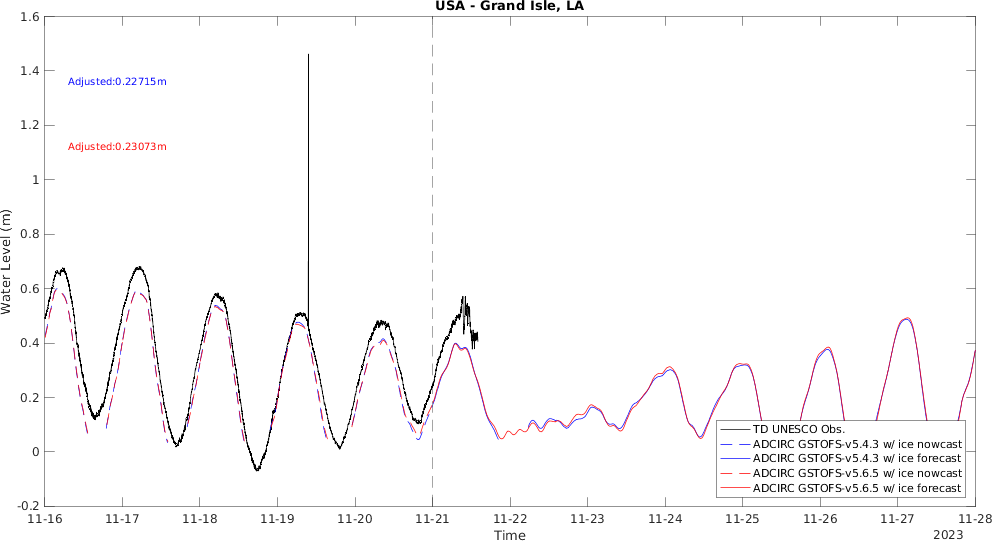 USA - Grand Isle, LA
1.6
1.4
1.2
1
0.8
0.6
0.4
0.2
0
-0.2
Water Level (m)
Adjusted:0.22715m
Adjusted:0.23073m
TD UNESCO Obs.
ADCIRC GSTOFS-v5.4.3 w/ ice nowcast
ADCIRC GSTOFS-v5.4.3 w/ ice forecast
ADCIRC GSTOFS-v5.6.5 w/ ice nowcast
ADCIRC GSTOFS-v5.6.5 w/ ice forecast
11-16 11-17 11-18 11-19 11-20 11-21 11-22 11-23 11-24 11-25 11-26 11-27 11-28
Time
2023